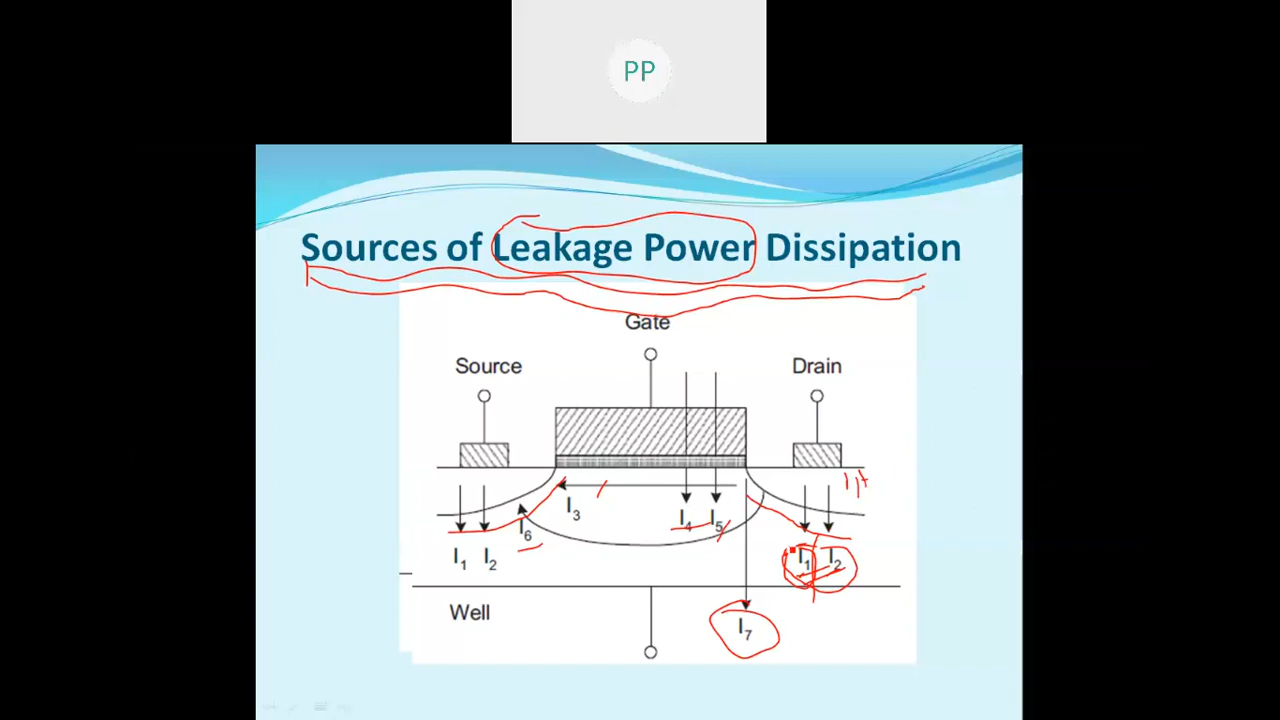 PP
Sources of Leakage Power Dissipation
Gate
Source Drain
I3
I4 I5
I6
I1 I2 I1 I2
Well
I7